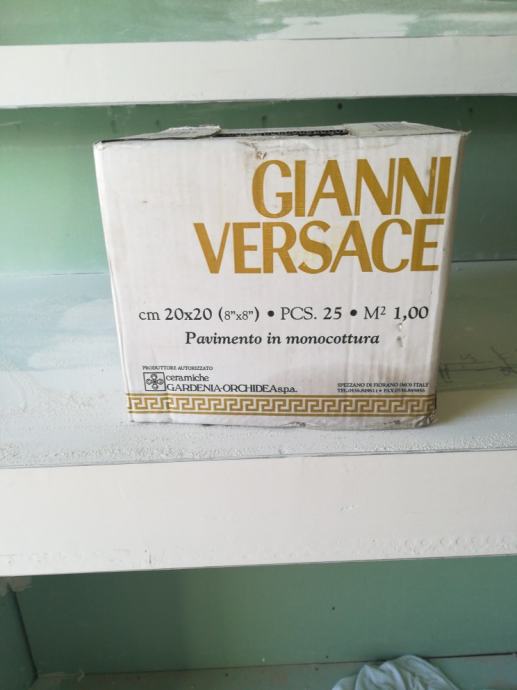 GIANNI
VERSACE
cm 20x20 (8"x8") • PCS. 25 • M² 1,00
Pavimento in monocottura
PRODUTTORE AUTORIZZATO
ceramiche
GARDENIA-ORCHIDEA s.p.a.
SPEZZANO DI FIORANO (MO) ITALY